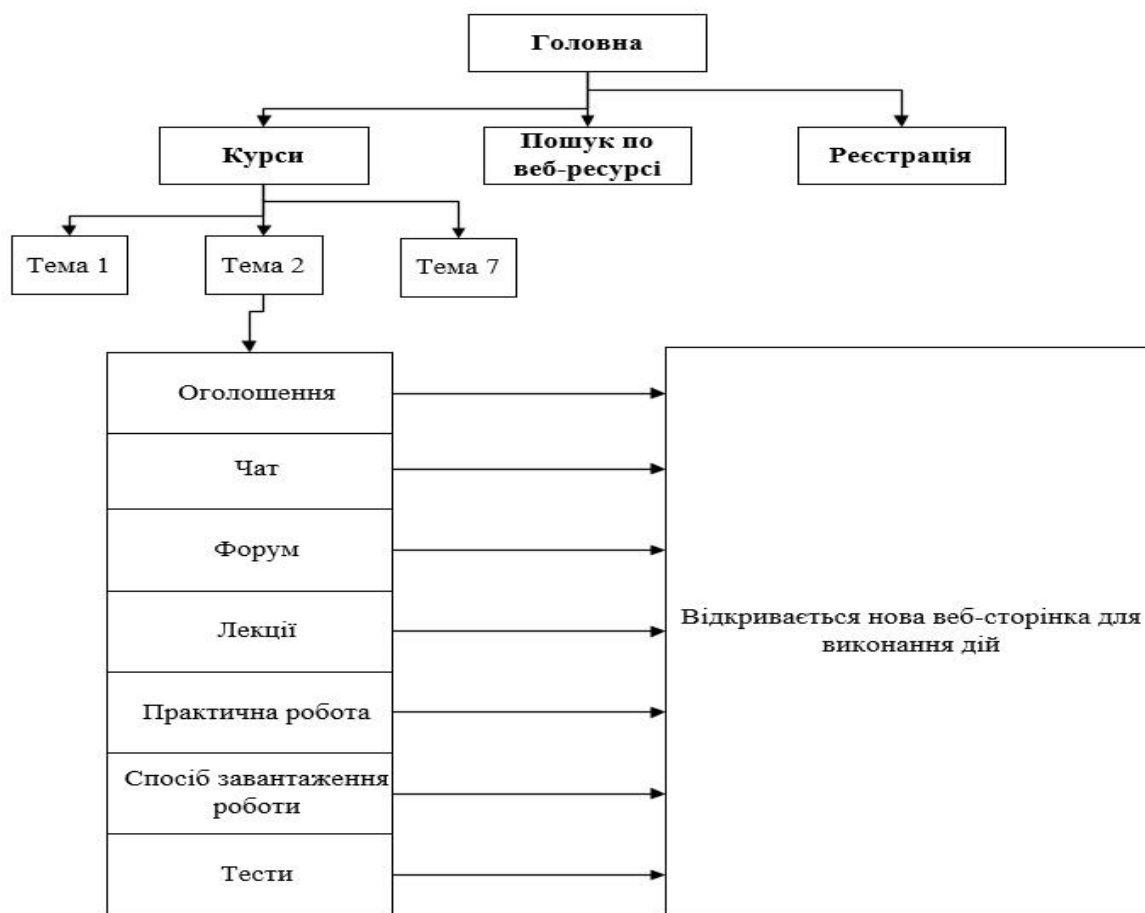 Головна
Курси
Пошук по
веб-ресурсі
Реєстрація
Тема 1
Тема 2
Тема 7
Оголошення
Чат
Форум
Лекції
Практична робота
Спосіб завантаження
роботи
Тести
Відкривається нова веб-сторінка для
виконання дій